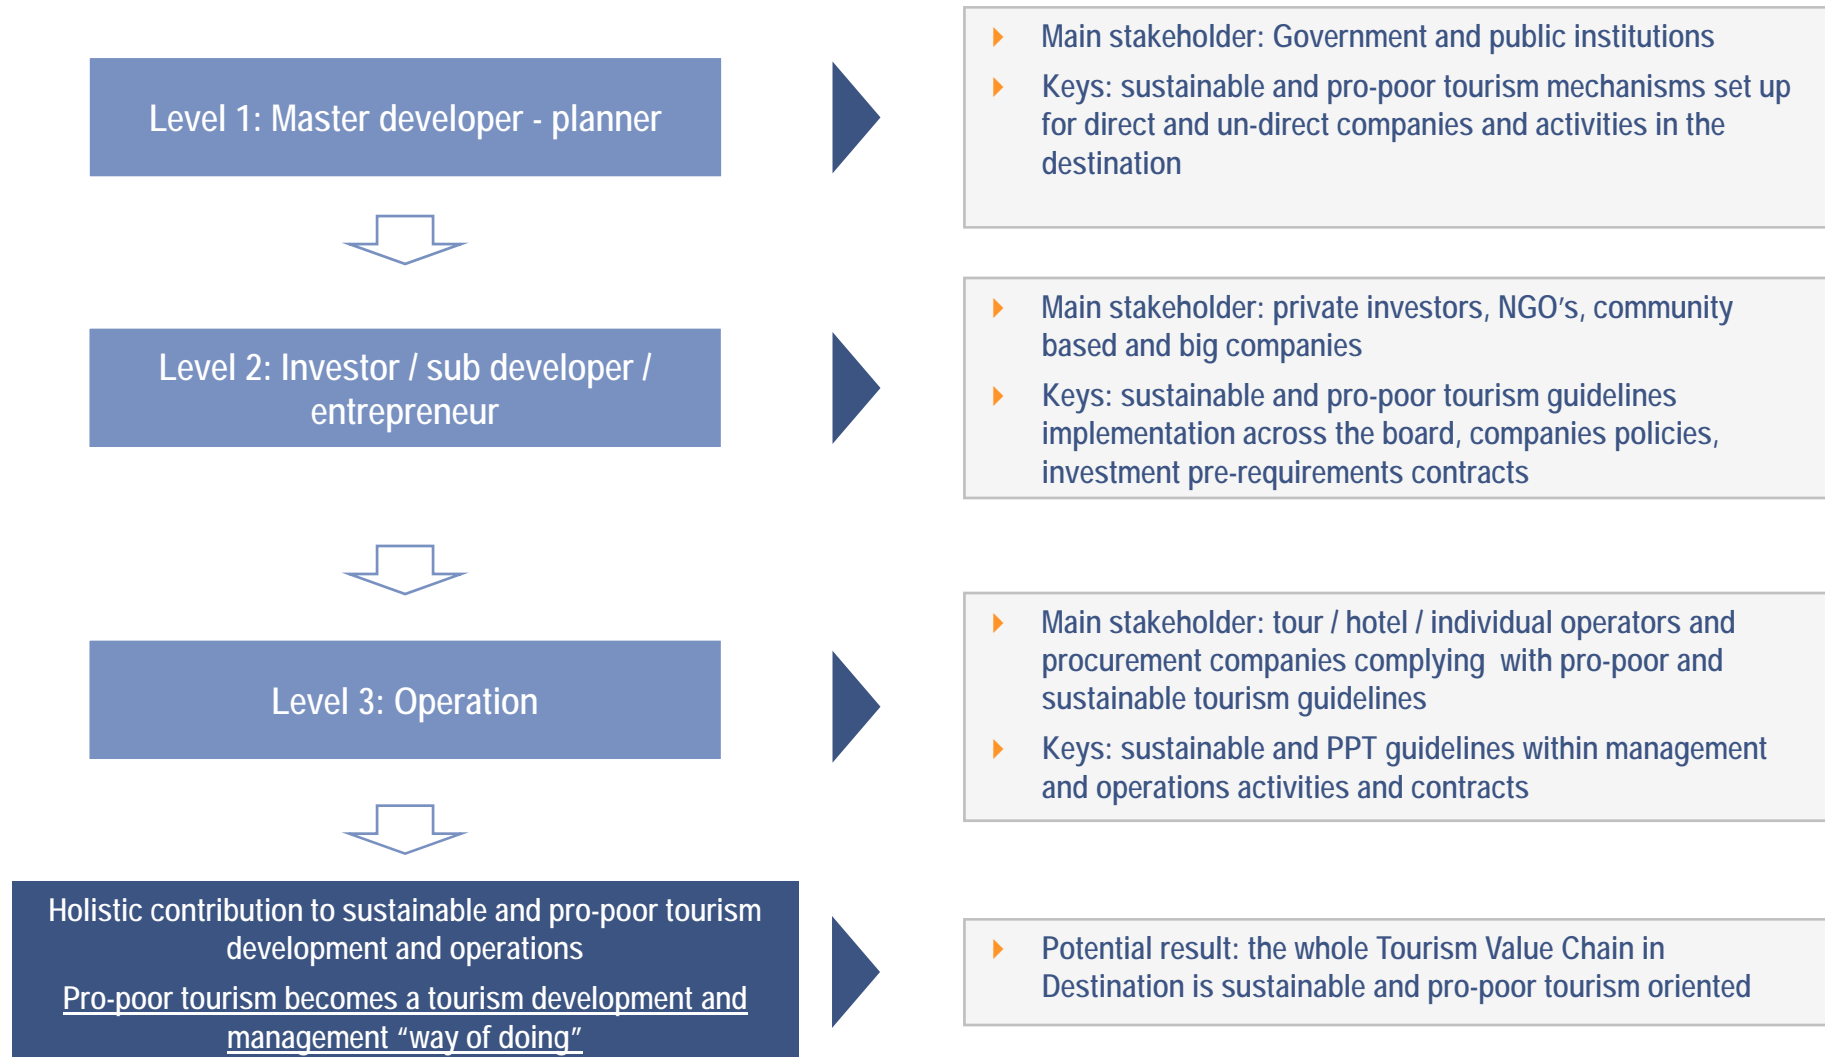 Level 1: Master developer - planner
Main stakeholder: Government and public institutions
Keys: sustainable and pro-poor tourism mechanisms set up
for direct and un-direct companies and activities in the
destination
Level 2: Investor / sub developer /
entrepreneur
Main stakeholder: private investors, NGO’s, community
based and big companies
Keys: sustainable and pro-poor tourism guidelines
implementation across the board, companies policies,
investment pre-requirements contracts
Level 3: Operation
Main stakeholder: tour / hotel / individual operators and
procurement companies complying  with pro-poor and
sustainable tourism guidelines
Keys: sustainable and PPT guidelines within management
and operations activities and contracts
Holistic contribution to sustainable and pro-poor tourism
development and operations
Pro-poor tourism becomes a tourism development and
management “way of doing”
Potential result: the whole Tourism Value Chain in
Destination is sustainable and pro-poor tourism oriented